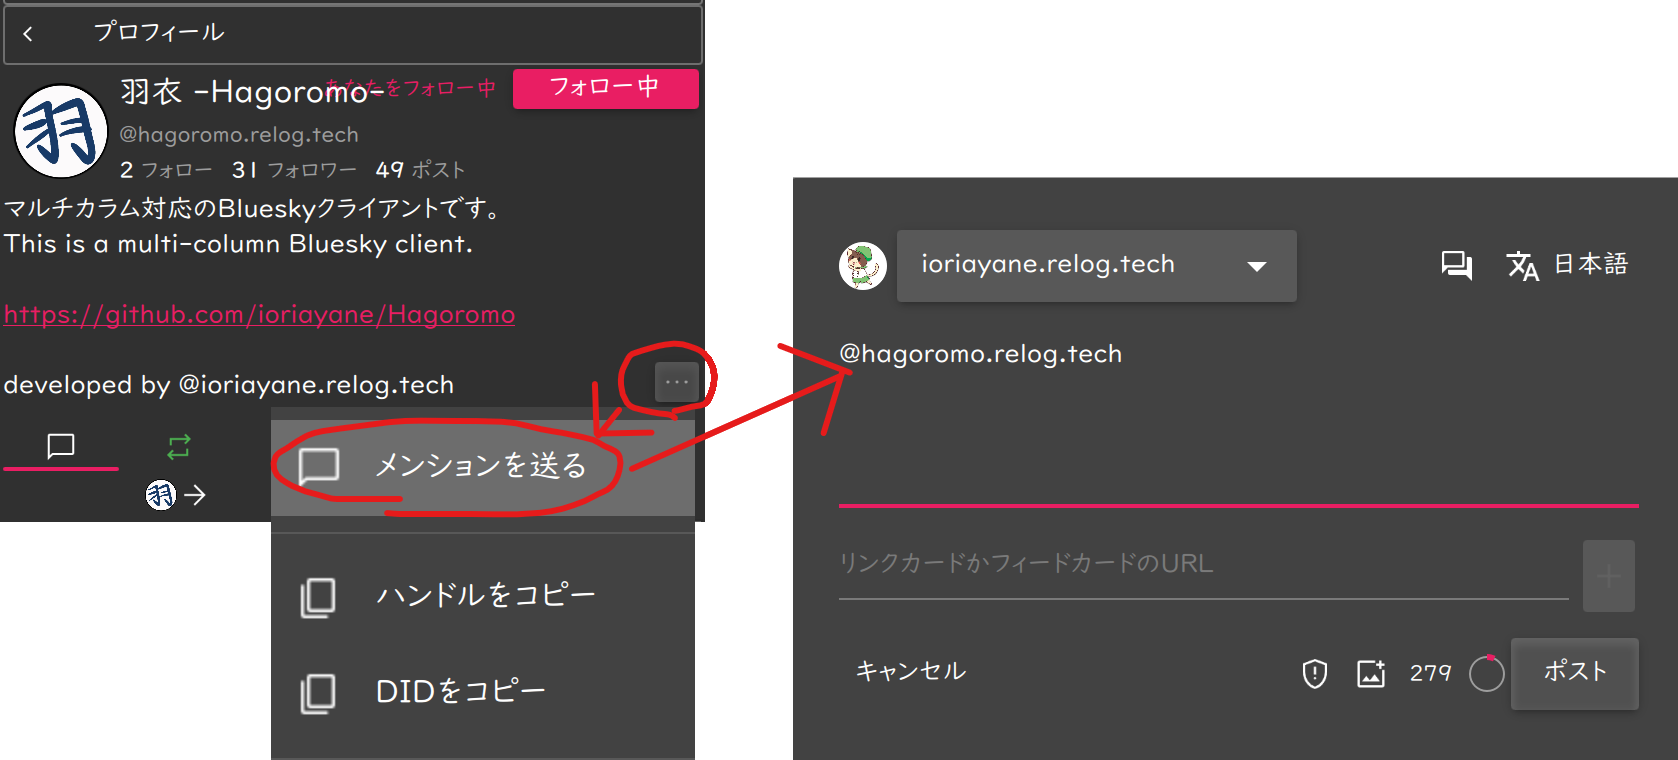 プロフィール
羽衣 -Hagoromo-
あなたをフォロー中
フォロー中
@hagoromo.relog.tech
2 フォロー 31 フォロワー 49 ポスト
マルチカラム対応のBlueskyクライアントです。
This is a multi-column Bluesky client.
https://github.com/ioriayane/Hagoromo
developed by @ioriayane.relog.tech
羽
羽
メンションを送る
ハンドルをコピー
DIDをコピー
ioriayane.relog.tech
日本語
@hagoromo.relog.tech
リンクカードかフィードカードのURL
キャンセル
279
ポスト